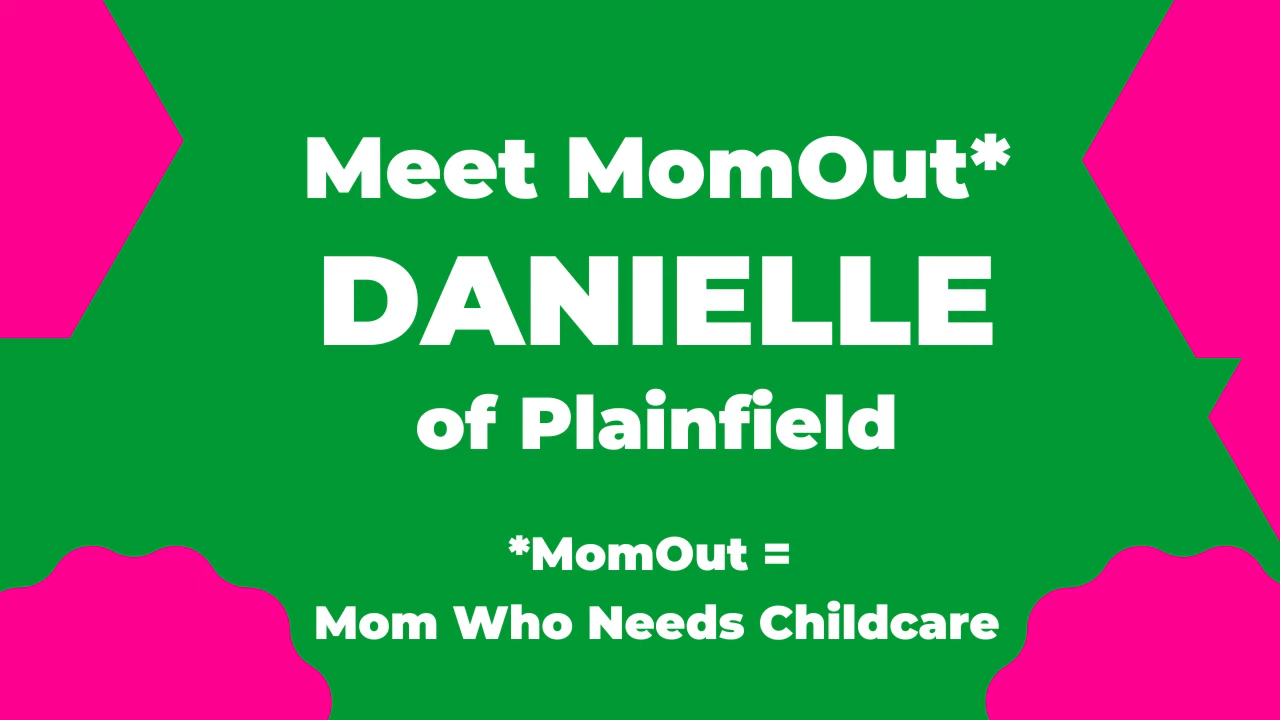 Meet MomOut*
DANIELLE
of Plainfield
*MomOut =
Mom Who Needs Childcare